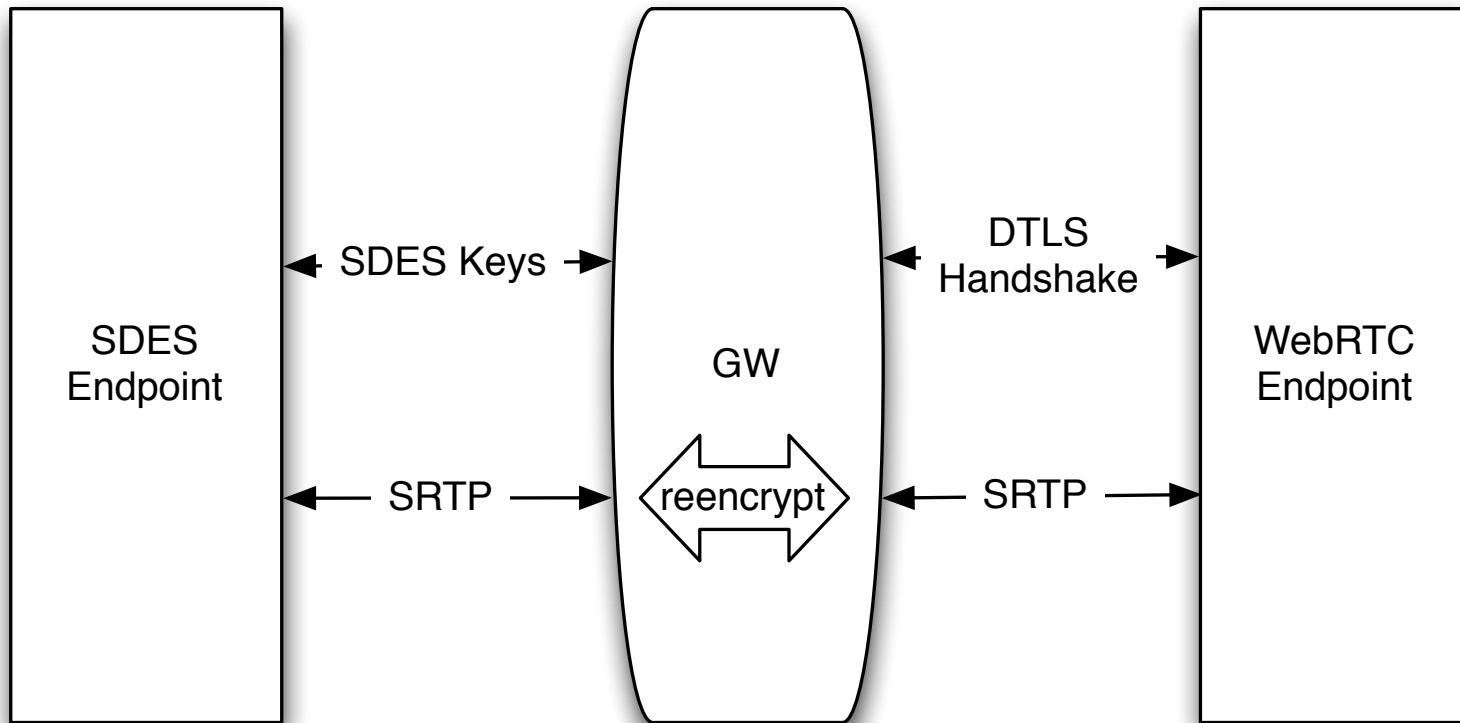 SDES Keys
DTLS
Handshake
SDES
Endpoint
GW
WebRTC
Endpoint
SRTP
reencrypt
SRTP